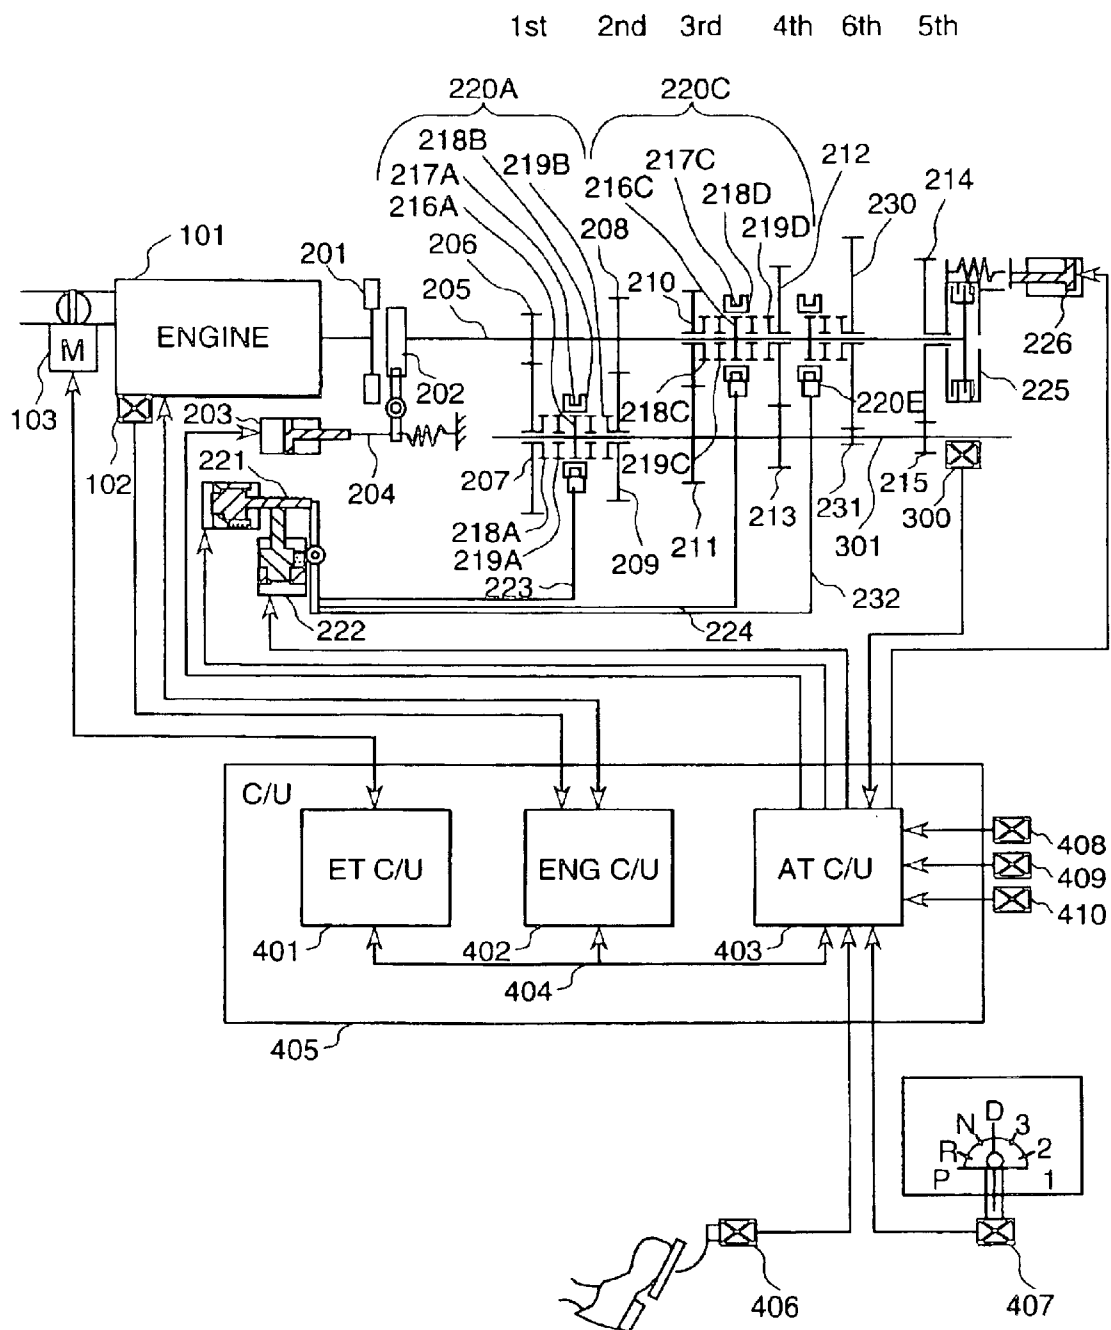 1st 2nd 3rd 4th 6th 5th
220A 220C
218B 217C 212
217A 219B 216C 218D 214
216A 219D 230
101 201 206 208
205 210
ENGINE
M
226
103 202 225
203 218C 220E
102 204 219C
221 207 215
300
218A 213 231
219A 209 211 301
223
222 224 232
C/U
ET C/U ENG C/U AT C/U
408
409
410
401 402 403
404
405
D
N 3
R 2
P 1
406 407